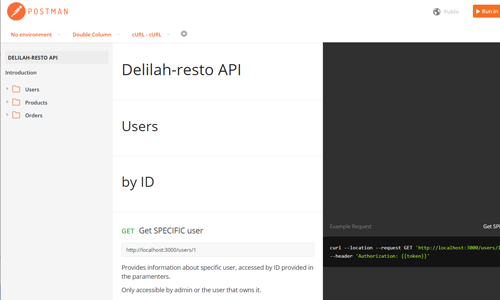 POSTMAN
Public
Run in
No environment
Double Column
cURL - cURL
DELILAH-RESTO API
Introduction
Users
Products
Orders
Delilah-resto API
Users
by ID
GET Get SPECIFIC user
http://localhost:3000/users/1
Provides information about specific user, accessed by ID provided in
the paramenters.
Only accessible by admin or the user that owns it.
Example Request
Get SP
curl --location --request GET 'http://localhost:3000/users/1
--header 'Authorization: {{token}}'